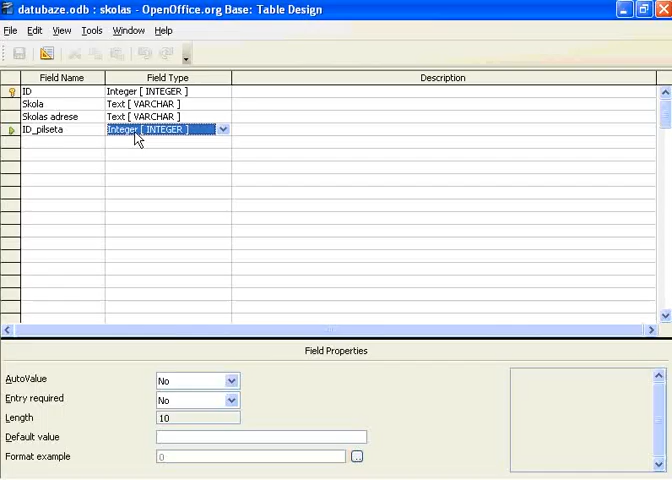 datubaze.odb : skolas - OpenOffice.org Base: Table Design
File Edit View Tools Window Help
Field Name Field Type Description
ID Integer [ INTEGER ]
Skola Text [ VARCHAR ]
Skolas adrese Text [ VARCHAR ]
ID_pilseta Integer [ INTEGER ]
Field Properties
AutoValue No
Entry required No
Length 10
Default value
Format example 0
...